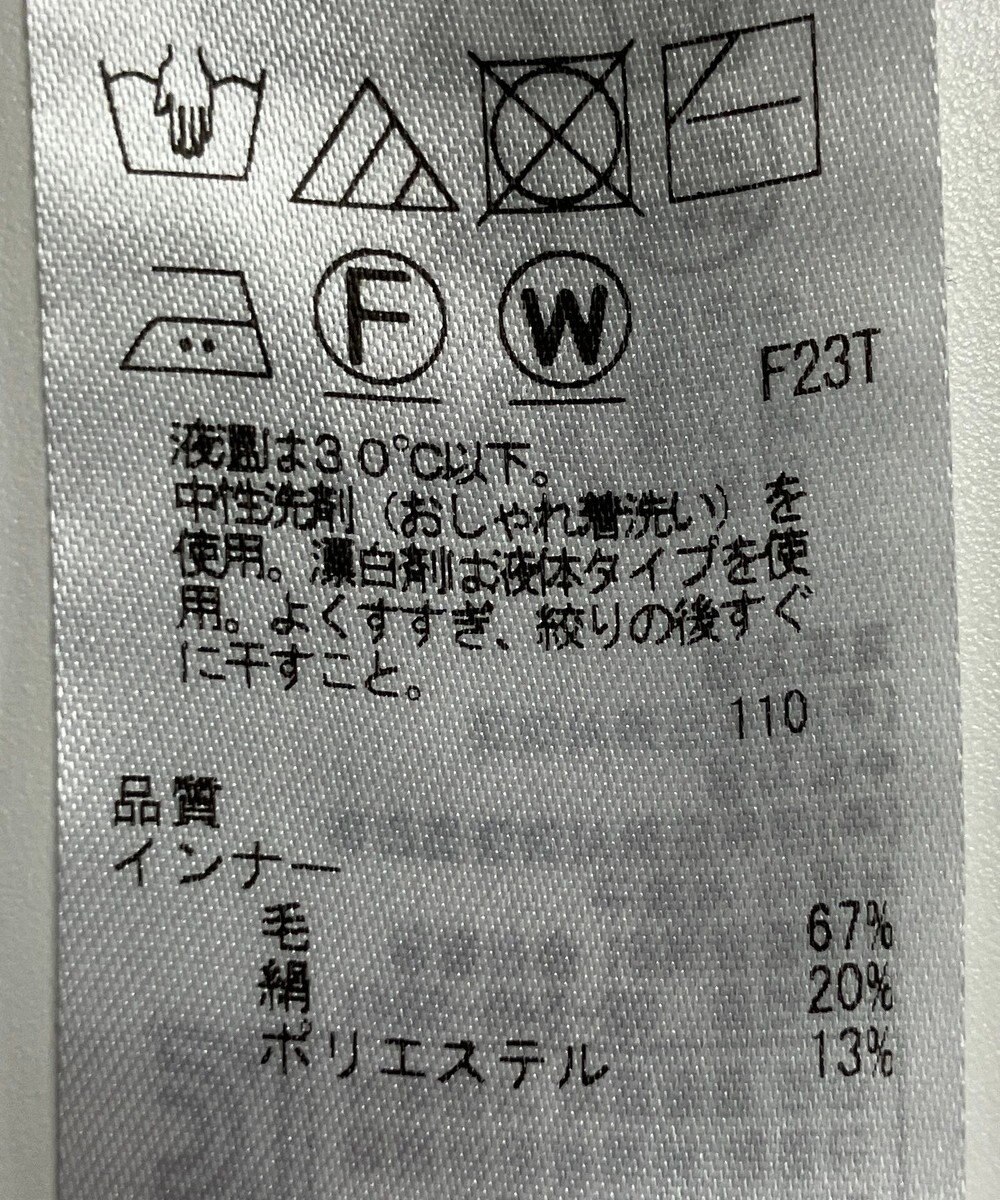 F
W
F23T
液温は30℃以下。
中性洗剤（おしゃれ着洗い）を
使用。漂白剤は液体タイプを使
用。よくすすぎ、絞りの後すぐ
に干すこと。
110
品質
インナー
毛 67%
絹 20%
ポリエステル 13%